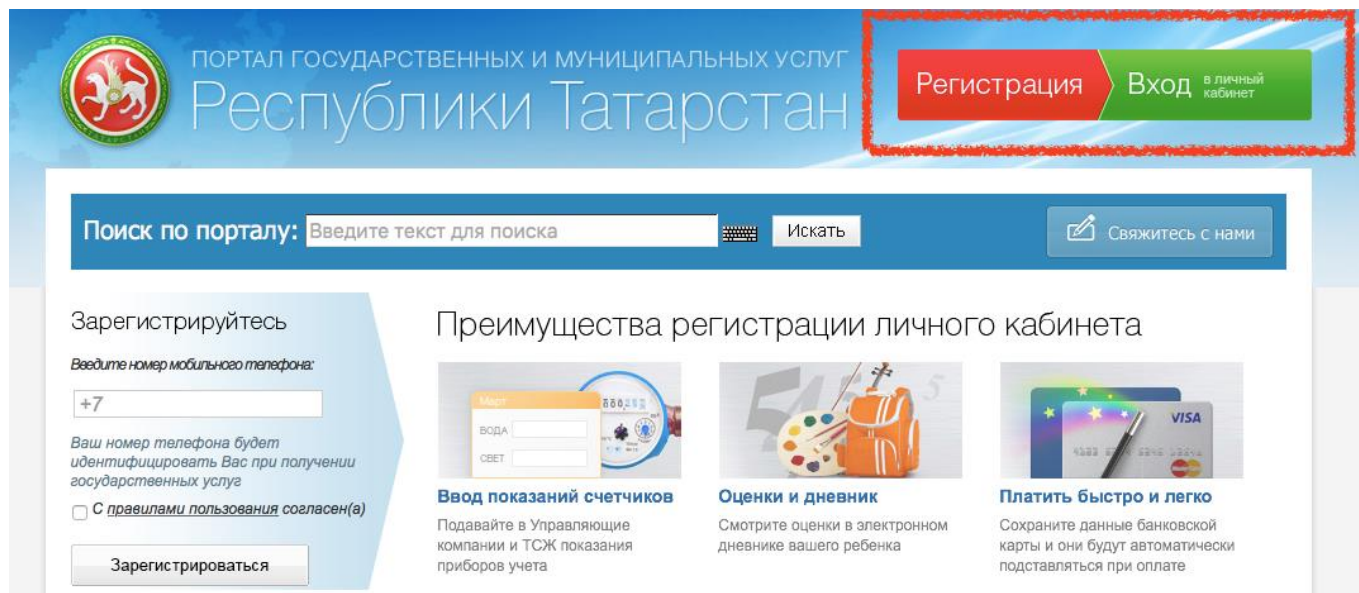 ПОРТАЛ ГОСУДАРСТВЕННЫХ И МУНИЦИПАЛЬНЫХ УСЛУГ
Республики Татарстан
Регистрация
Вход в личный кабинет
Поиск по порталу: Введите текст для поиска
Искать
Свяжитесь с нами
Зарегистрируйтесь
Введите номер мобильного телефона:
+7
Ваш номер телефона будет
идентифицировать Вас при получении
государственных услуг
С правилами пользования согласен(а)
Зарегистрироваться
Преимущества регистрации личного кабинета
Март
ВОДА
СВЕТ
Ввод показаний счетчиков
Подавайте в Управляющие
компании и ТСЖ показания
приборов учета
5 4 5
Оценки и дневник
Смотрите оценки в электронном
дневнике вашего ребенка
VISA
Платить быстро и легко
Сохраните данные банковской
карты и они будут автоматически
подставляться при оплате